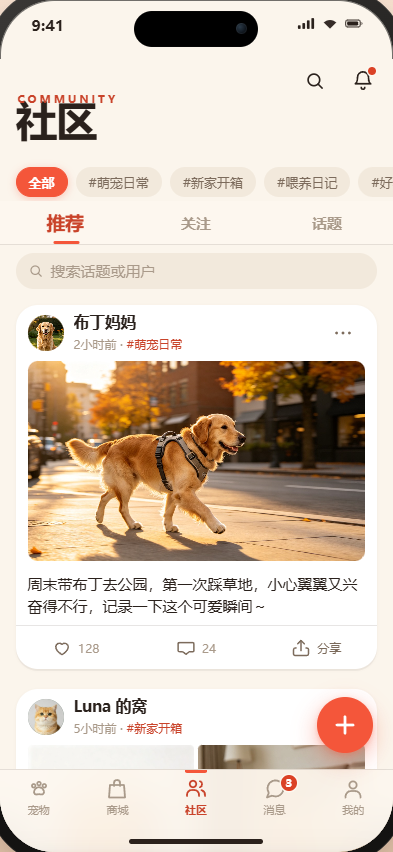 9:41
COMMUNITY
社区
全部 #萌宠日常 #新家开箱 #喂养日记 #好
推荐 关注 话题
搜索话题或用户
布丁妈妈
2小时前 · #萌宠日常
周末带布丁去公园，第一次踩草地，小心翼翼又兴
奋得不行，记录一下这个可爱瞬间～
128 24 分享
Luna 的窝
5小时前 · #新家开箱
3
宠物 商城 社区 消息 我的